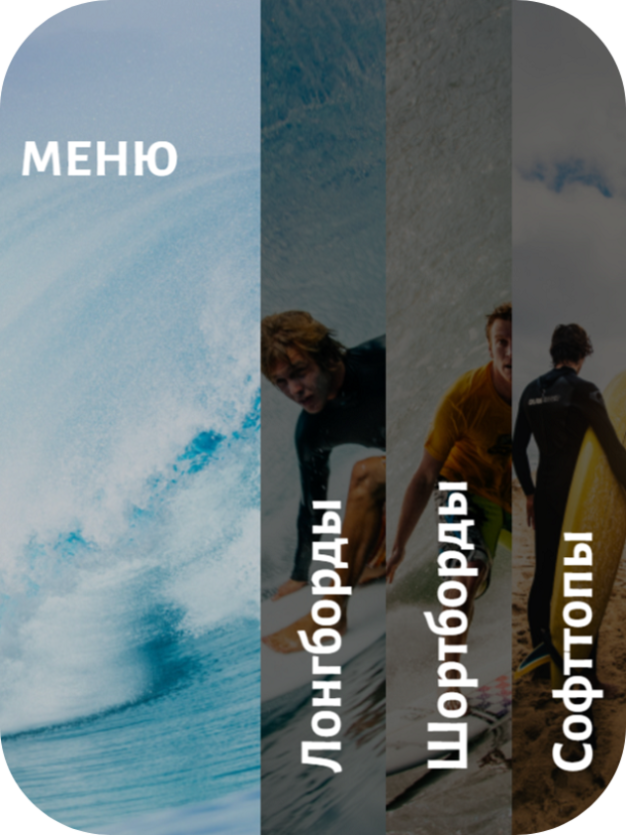 МЕНЮ
Лонгборды
Шортборды
Софттопы